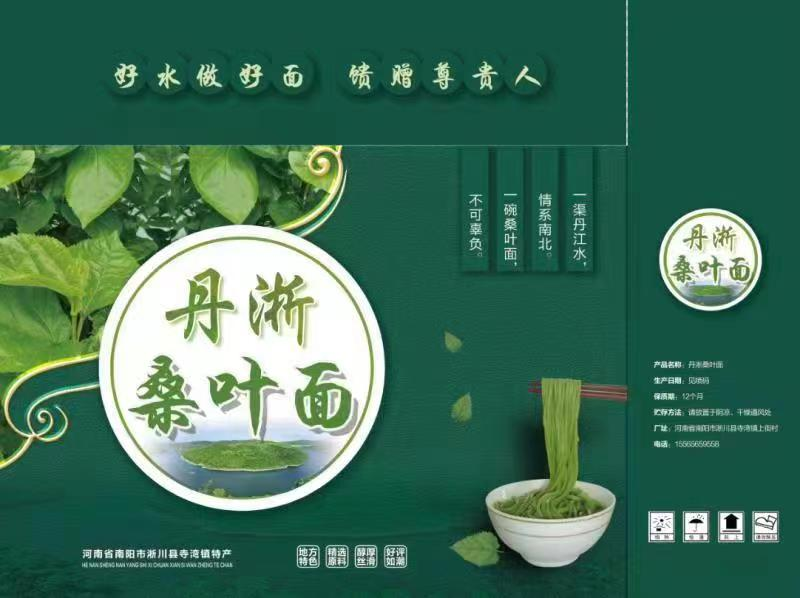 好水做好面 馈赠尊贵人
一渠丹江水，
情系南北。
一碗桑叶面，
不可辜负。
丹淅
桑叶面
河南省南阳市淅川县寺湾镇特产
HE NAN SHENG NAN YANG SHI XI CHUAN XIAN SI WAN ZHENG TE CHAN
地方特色
精选原料
醇厚丝滑
好评如潮
丹淅
桑叶面
产品名称：丹淅桑叶面
生产日期：见喷码
保质期：12个月
贮存方法：请放置于阴凉、干燥通风处
厂址：河南省南阳市淅川县寺湾镇上街村
电话：15565659558
向上